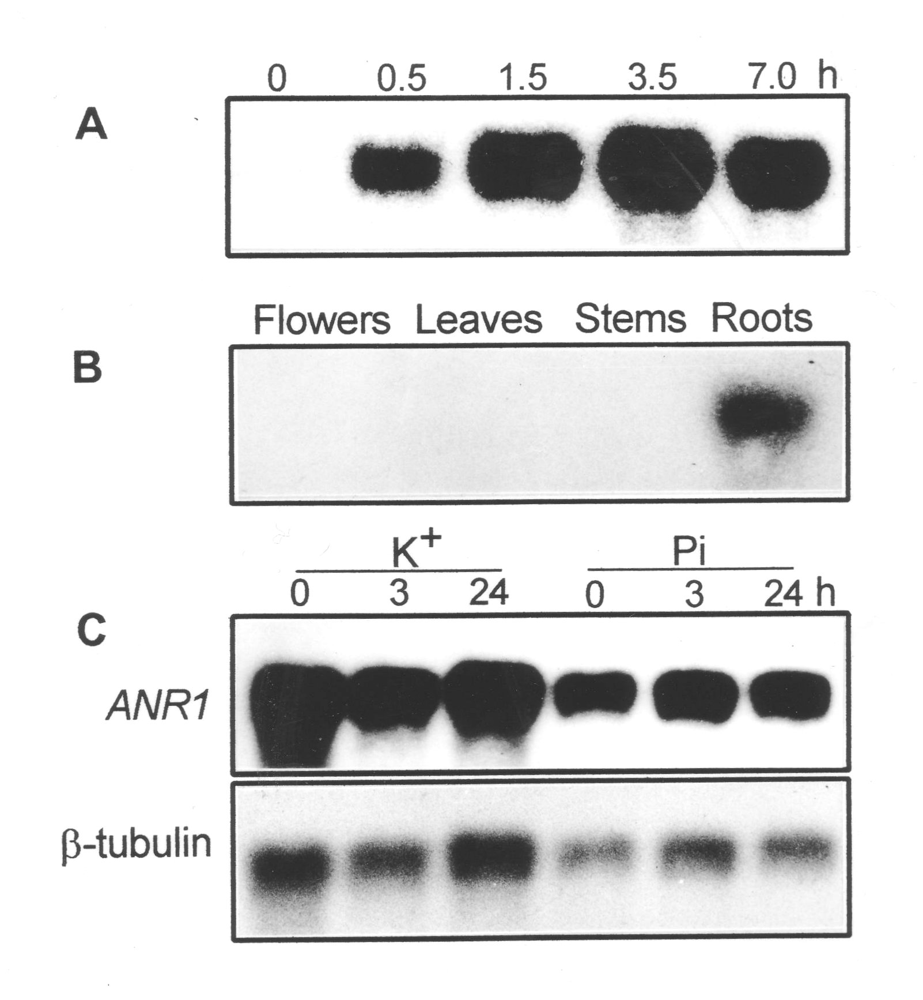 0 0.5 1.5 3.5 7.0 h
A
Flowers Leaves Stems Roots
B
K+ Pi
0 3 24 0 3 24 h
C
ANR1
β-tubulin